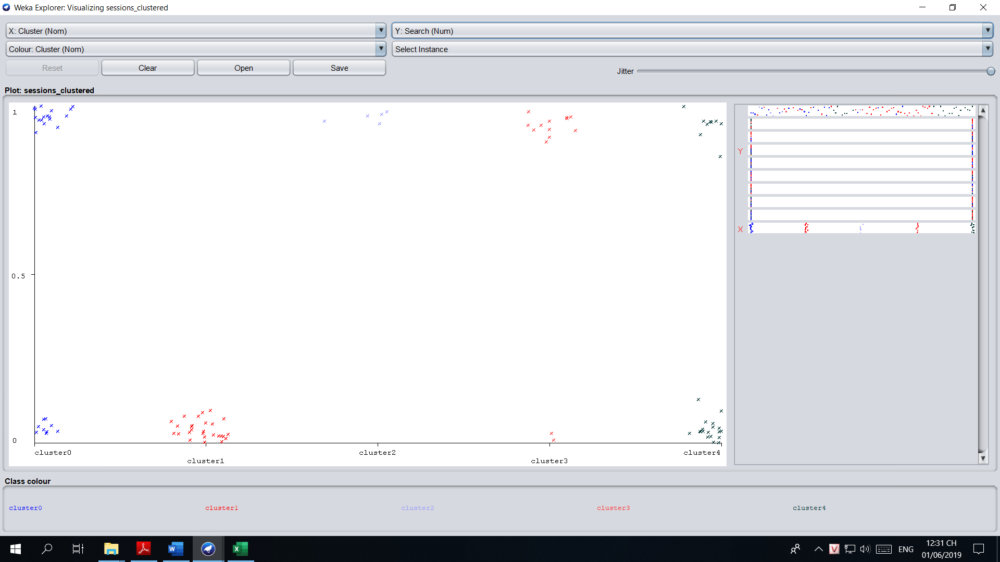 Weka Explorer: Visualizing sessions_clustered
X: Cluster (Nom)
Y: Search (Num)
Colour: Cluster (Nom)
Select Instance
Reset
Clear
Open
Save
Jitter
Plot: sessions_clustered
1
0.5
0
cluster0
cluster1
cluster2
cluster3
cluster4
Y
X
Class colour
cluster0
cluster1
cluster2
cluster3
cluster4
ENG
12:31 CH
01/06/2019